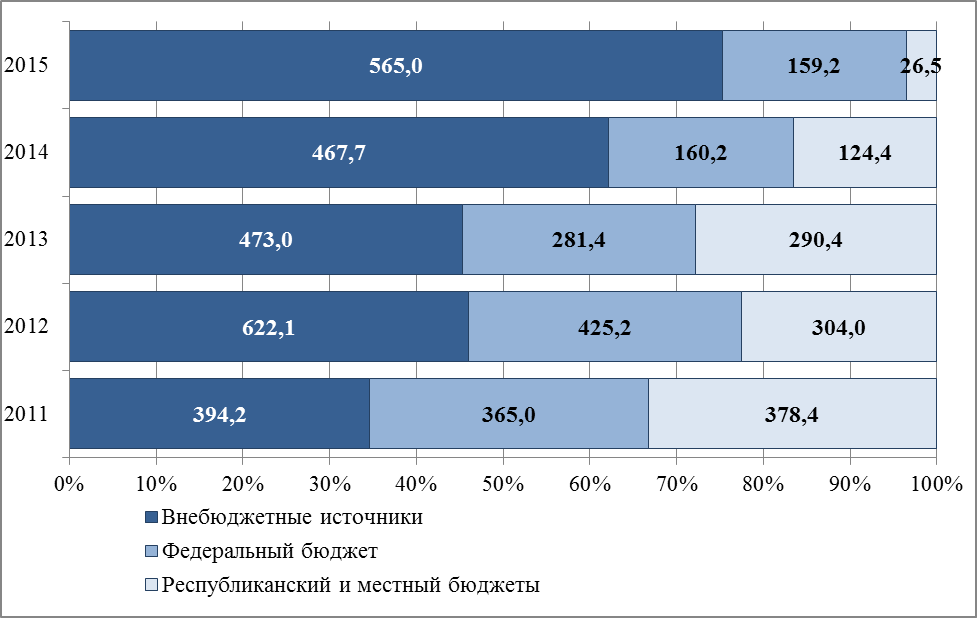 2015 565,0 159,2 26,5
2014 467,7 160,2 124,4
2013 473,0 281,4 290,4
2012 622,1 425,2 304,0
2011 394,2 365,0 378,4
0% 10% 20% 30% 40% 50% 60% 70% 80% 90% 100%
Внебюджетные источники
Федеральный бюджет
Республиканский и местный бюджеты